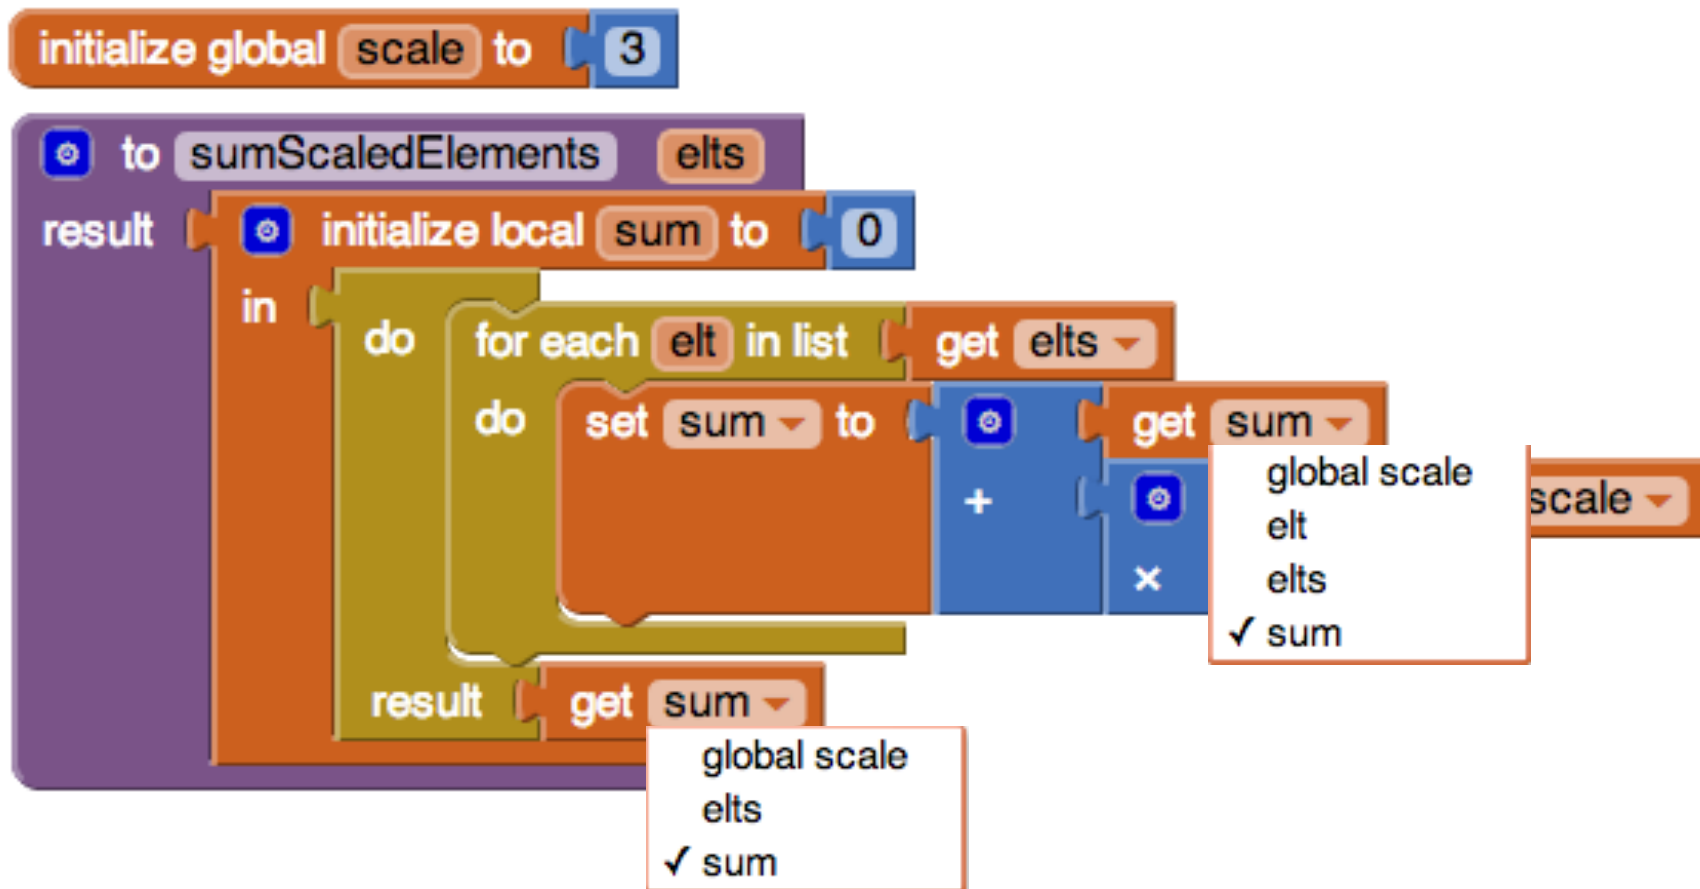 initialize global scale to 3
to sumScaledElements elts
result initialize local sum to 0
in
do for each elt in list get elts
do set sum to get sum
+ scale
×
global scale
elt
elts
✓ sum
result get sum
global scale
elts
✓ sum